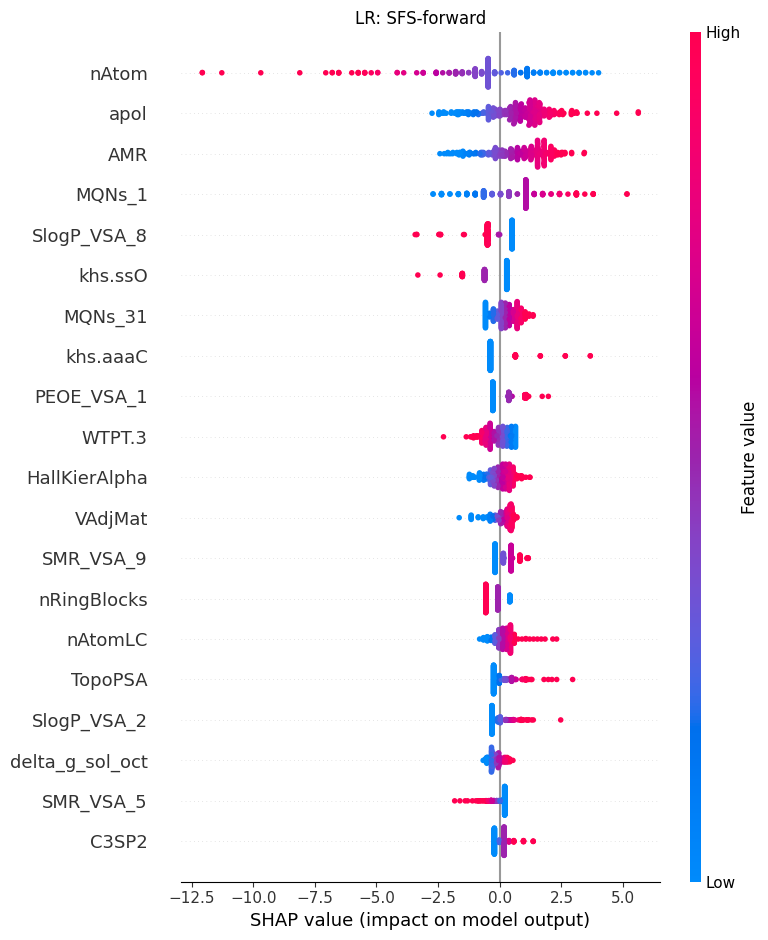 LR: SFS-forward
High
nAtom
apol
AMR
MQNs_1
SlogP_VSA_8
khs.ssO
MQNs_31
khs.aaaC
PEOE_VSA_1
WTPT.3
HallKierAlpha
VAdjMat
SMR_VSA_9
nRingBlocks
nAtomLC
TopoPSA
SlogP_VSA_2
delta_g_sol_oct
SMR_VSA_5
C3SP2
Feature value
Low
−12.5 −10.0 −7.5 −5.0 −2.5 0.0 2.5 5.0
SHAP value (impact on model output)